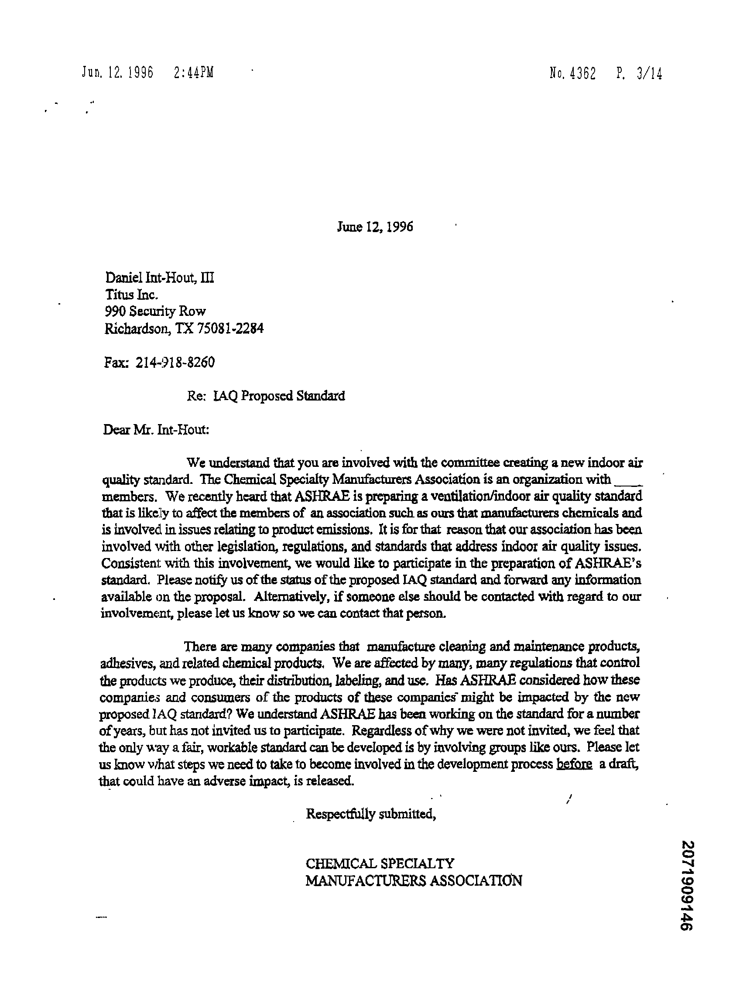 Jun. 12. 1996 2:44PM No. 4362 P. 3/14
June 12, 1996
Daniel Int-Hout, III
Titus Inc.
990 Security Row
Richardson, TX 75081-2284
Fax: 214-918-8260
Re: IAQ Proposed Standard
Dear Mr. Int-Hout:
We understand that you are involved with the committee creating a new indoor air
quality standard. The Chemical Specialty Manufacturers Association is an organization with ____
members. We recently heard that ASHRAE is preparing a ventilation/indoor air quality standard
that is likely to affect the members of an association such as ours that manufacturers chemicals and
is involved in issues relating to product emissions. It is for that reason that our association has been
involved with other legislation, regulations, and standards that address indoor air quality issues.
Consistent with this involvement, we would like to participate in the preparation of ASHRAE's
standard. Please notify us of the status of the proposed IAQ standard and forward any information
available on the proposal. Alternatively, if someone else should be contacted with regard to our
involvement, please let us know so we can contact that person.
There are many companies that manufacture cleaning and maintenance products,
adhesives, and related chemical products. We are affected by many, many regulations that control
the products we produce, their distribution, labeling, and use. Has ASHRAE considered how these
companies and consumers of the products of these companies might be impacted by the new
proposed IAQ standard? We understand ASHRAE has been working on the standard for a number
of years, but has not invited us to participate. Regardless of why we were not invited, we feel that
the only way a fair, workable standard can be developed is by involving groups like ours. Please let
us know what steps we need to take to become involved in the development process before a draft,
that could have an adverse impact, is released.
Respectfully submitted,
CHEMICAL SPECIALTY
MANUFACTURERS ASSOCIATION
2071909146